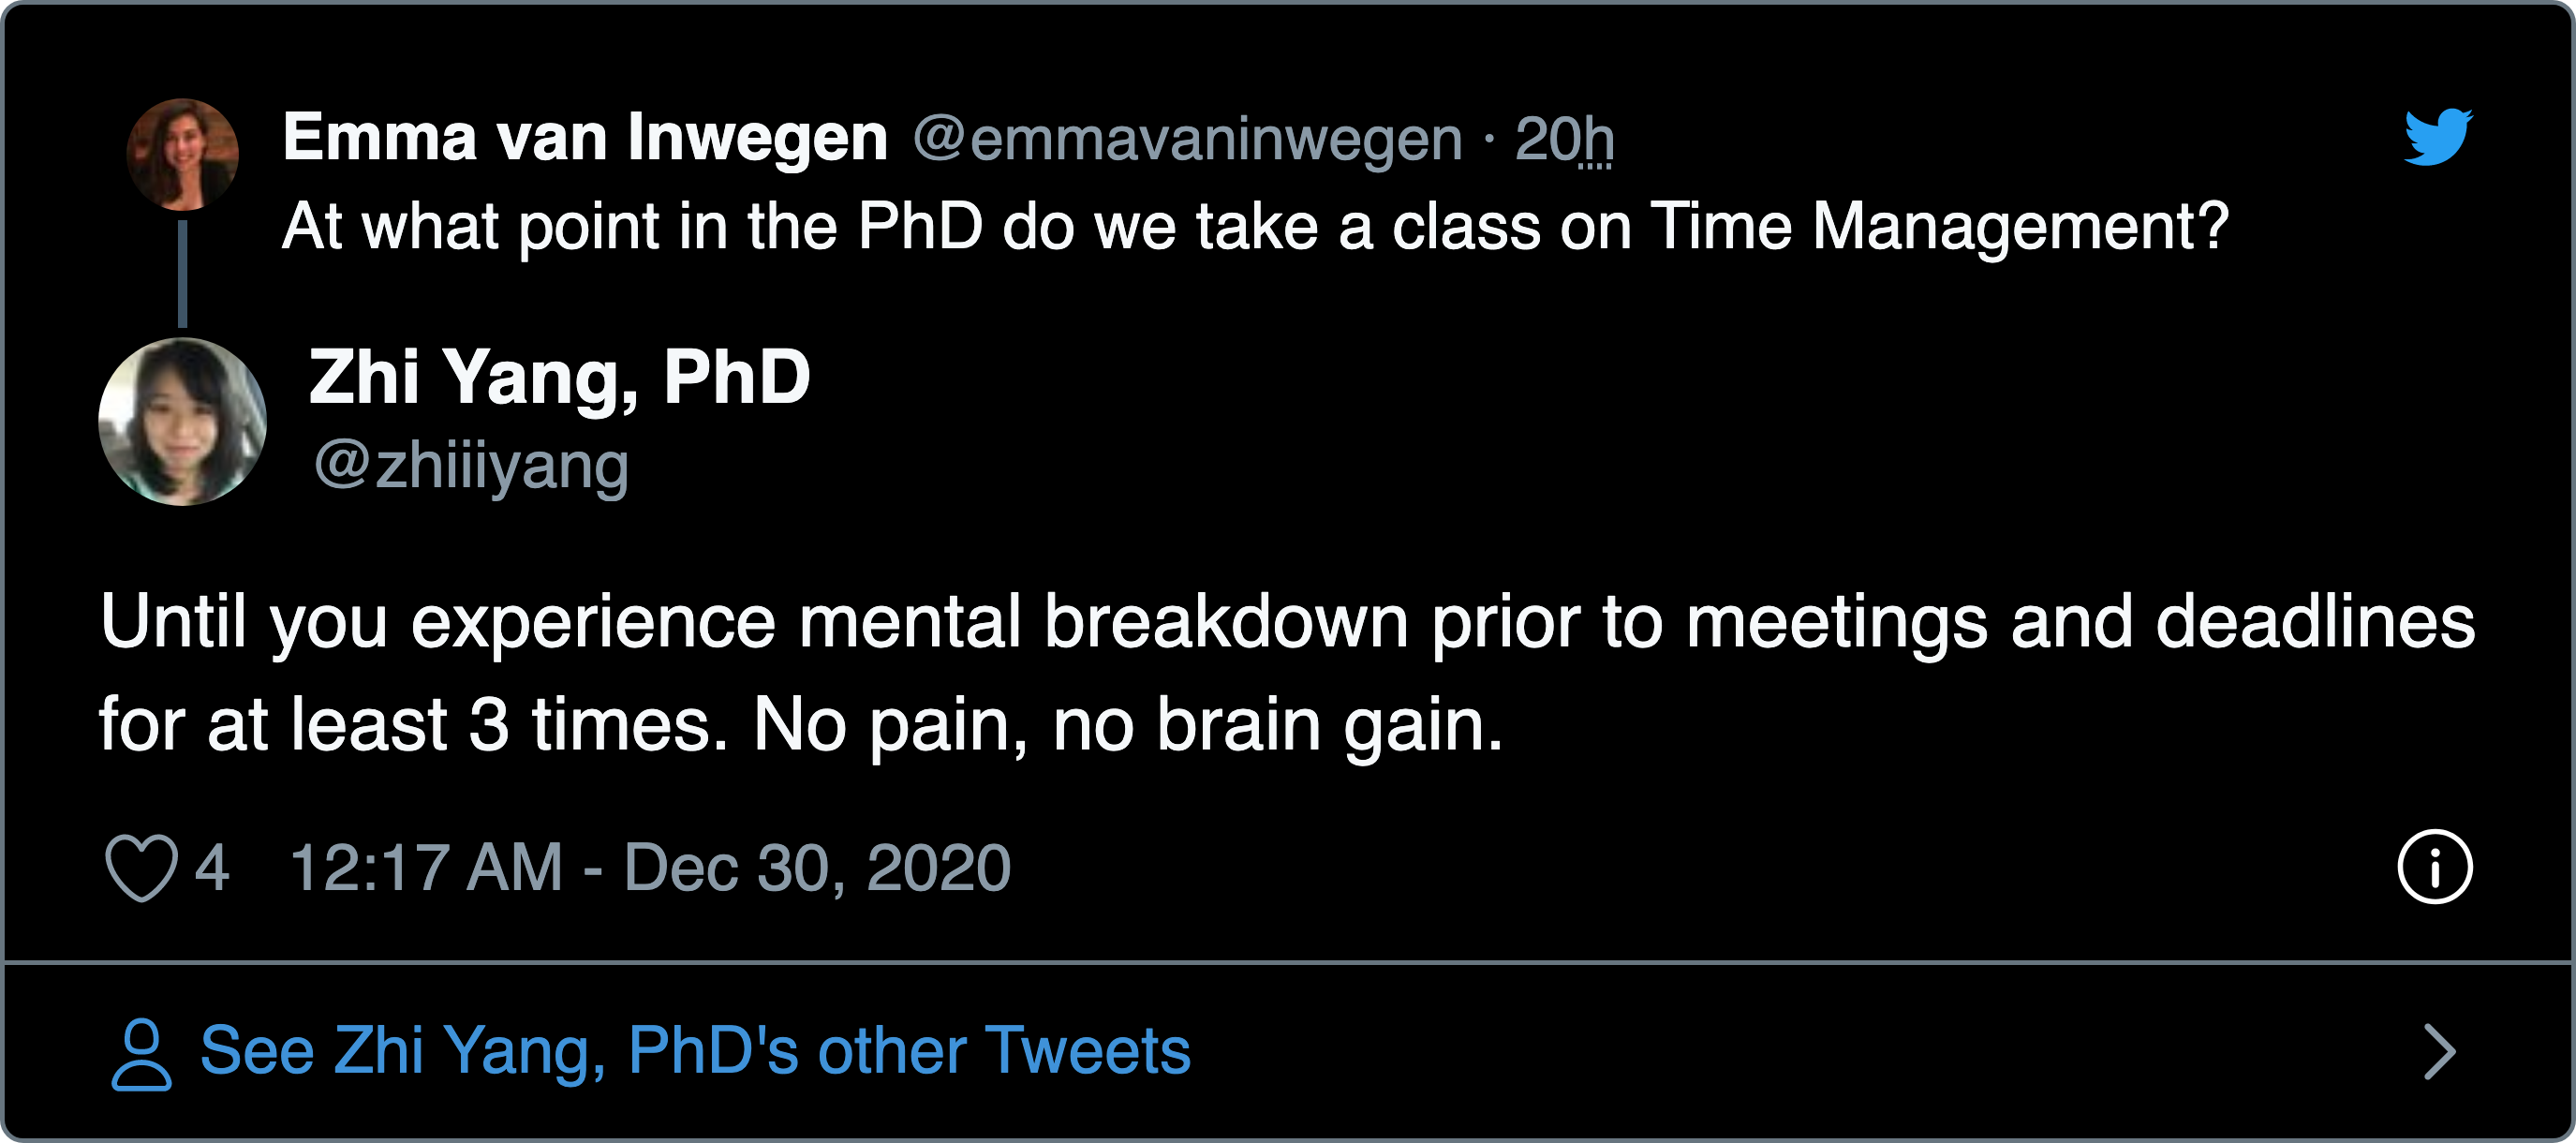 Emma van Inwegen @emmavaninwegen · 20h
At what point in the PhD do we take a class on Time Management?
Zhi Yang, PhD
@zhiiiyang
Until you experience mental breakdown prior to meetings and deadlines
for at least 3 times. No pain, no brain gain.
4 12:17 AM - Dec 30, 2020
See Zhi Yang, PhD's other Tweets